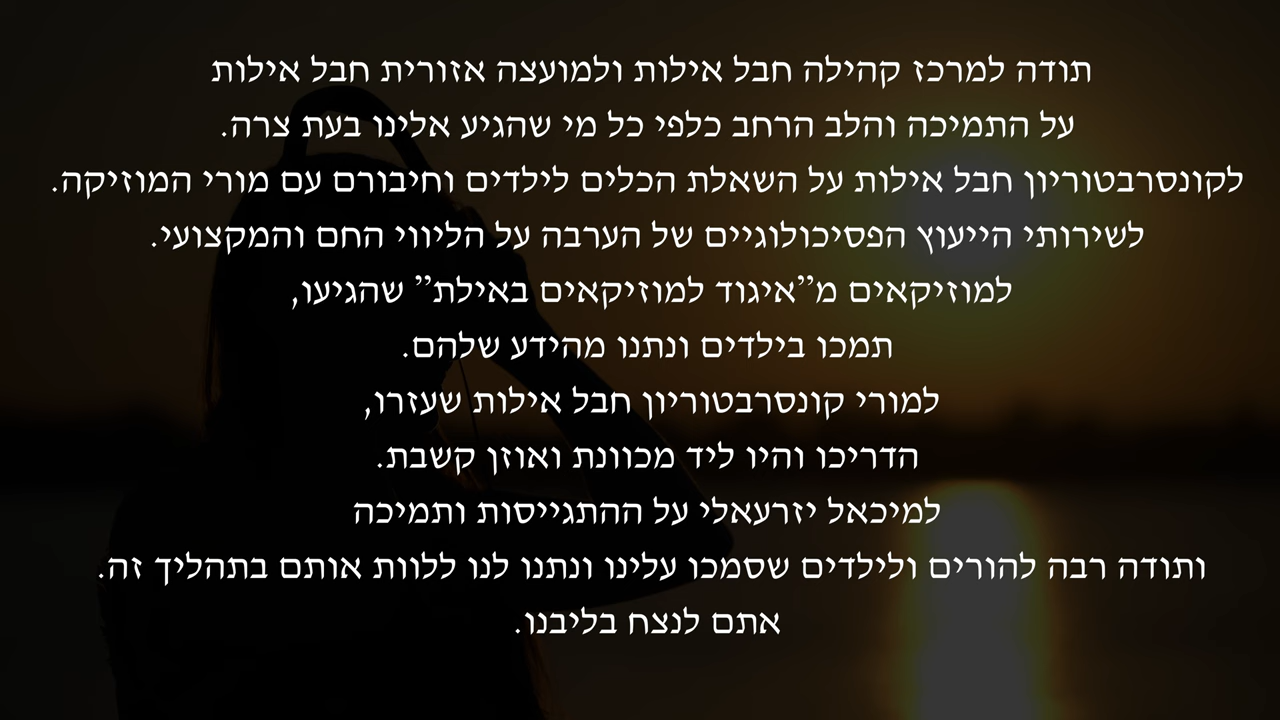 תודה למרכז קהילה חבל אילות ולמועצה אזורית חבל אילות
על התמיכה והלב הרחב כלפי כל מי שהגיע אלינו בעת צרה.
לקונסרבטוריון חבל אילות על השאלת הכלים לילדים וחיבורם עם מורי המוזיקה.
לשירותי הייעוץ הפסיכולוגיים של הערבה על הליווי החם והמקצועי.
למוזיקאים מ”איגוד למוזיקאים באילת” שהגיעו,
תמכו בילדים ונתנו מהידע שלהם.
למורי קונסרבטוריון חבל אילות שעזרו,
הדריכו והיו ליד מכוונת ואוזן קשבת.
למיכאל יזרעאלי על ההתגייסות ותמיכה
ותודה רבה להורים ולילדים שסמכו עלינו ונתנו לנו ללוות אותם בתהליך זה.
אתם לנצח בליבנו.